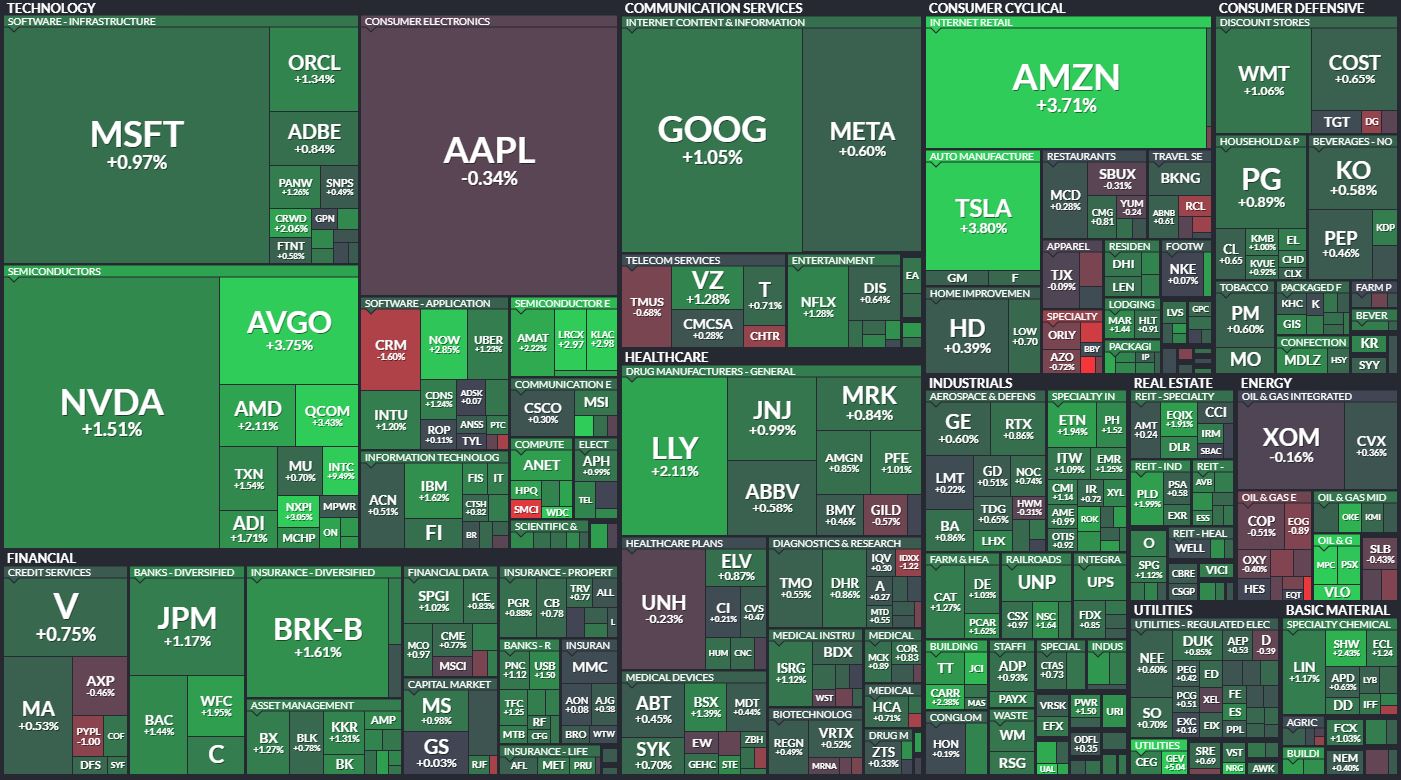 TECHNOLOGY
SOFTWARE - INFRASTRUCTURE
MSFT
+0.97%
ORCL
+1.34%
ADBE
+0.84%
PANW
+1.26%
SNPS
+0.49%
CRWD
+2.06%
GPN
FTNT
+0.58%
CONSUMER ELECTRONICS
AAPL
-0.34%
SEMICONDUCTORS
NVDA
+1.51%
AVGO
+3.75%
AMD
+2.11%
QCOM
+3.43%
TXN
+1.54%
MU
+0.70%
INTC
+9.49%
NXPI
+3.05%
MPWR
ADI
+1.71%
MCHP
ON
SOFTWARE - APPLICATION
CRM
-1.60%
NOW
+2.85%
UBER
+1.23%
INTU
+1.20%
CDNS
+1.24%
ADSK
+0.07
ROP
+0.11%
ANSS
PTC
TYL
SEMICONDUCTOR E
AMAT
+2.22%
LRCX
+2.97
KLAC
+2.98
COMMUNICATION E
CSCO
+0.30%
MSI
INFORMATION TECHNOLOG
ACN
+0.51%
IBM
+1.62%
FIS
IT
CTSH
+0.82
FI
BR
COMPUTE
ANET
HPQ
SMCI
WDC
ELECT
APH
+0.99%
TEL
SCIENTIFIC &
COMMUNICATION SERVICES
INTERNET CONTENT & INFORMATION
GOOG
+1.05%
META
+0.60%
TELECOM SERVICES
TMUS
-0.68%
VZ
+1.28%
T
+0.71%
CMCSA
+0.28%
CHTR
ENTERTAINMENT
NFLX
+1.28%
DIS
+0.64%
EA
CONSUMER CYCLICAL
INTERNET RETAIL
AMZN
+3.71%
AUTO MANUFACTURE
TSLA
+3.80%
GM
F
RESTAURANTS
MCD
+0.28%
SBUX
-0.31%
CMG
+0.81
YUM
-0.24
TRAVEL SE
BKNG
ABNB
+0.61
RCL
HOME IMPROVEMEN
HD
+0.39%
LOW
+0.70
APPAREL
TJX
-0.09%
RESIDEN
DHI
LEN
FOOTW
NKE
+0.07%
SPECIALTY
ORLY
AZO
-0.72%
BBY
LODGING
MAR
+1.44
HLT
+0.91
LVS
GPC
PACKAGI
IP
CONSUMER DEFENSIVE
DISCOUNT STORES
WMT
+1.06%
COST
+0.65%
TGT
DG
HOUSEHOLD & P
PG
+0.89%
CL
+0.65
KMB
+1.00%
EL
KVUE
+0.92%
CHD
CLX
BEVERAGES - NO
KO
+0.58%
PEP
+0.46%
KDP
TOBACCO
PM
+0.60%
MO
PACKAGED F
KHC
K
GIS
FARM P
BEVER
CONFECTION
MDLZ
HSY
KR
SYY
FINANCIAL
CREDIT SERVICES
V
+0.75%
MA
+0.53%
AXP
-0.46%
PYPL
-1.00
COF
DFS
SYF
BANKS - DIVERSIFIED
JPM
+1.17%
BAC
+1.44%
WFC
+1.95%
C
INSURANCE - DIVERSIFIED
BRK-B
+1.61%
ASSET MANAGEMENT
BX
+1.27%
BLK
+0.78%
KKR
+1.31%
AMP
BK
FINANCIAL DATA
SPGI
+1.02%
ICE
+0.83%
MCO
+0.97
CME
+0.77%
MSCI
CAPITAL MARKET
MS
+0.98%
GS
+0.03%
RJF
INSURANCE - PROPERT
PGR
+0.88%
CB
+0.78
TRV
+0.77
ALL
L
BANKS - R
PNC
+1.12
USB
+1.50
TFC
+1.25
RF
MTB
CFG
INSURAN
MMC
AON
+0.08
AJG
+0.38
BRO
WTW
INSURANCE - LIFE
AFL
MET
PRU
HEALTHCARE
DRUG MANUFACTURERS - GENERAL
LLY
+2.11%
JNJ
+0.99%
MRK
+0.84%
ABBV
+0.58%
AMGN
+0.85%
PFE
+1.01%
BMY
+0.46%
GILD
-0.57%
HEALTHCARE PLANS
UNH
-0.23%
ELV
+0.87%
CI
+0.21%
CVS
+0.47
HUM
CNC
DIAGNOSTICS & RESEARCH
TMO
+0.55%
DHR
+0.86%
IQV
+0.30
IDXX
-1.22
A
+0.27
MTD
+0.55
MEDICAL DEVICES
ABT
+0.45%
BSX
+1.39%
MDT
+0.44%
SYK
+0.70%
EW
ZBH
GEHC
STE
MEDICAL INSTRU
ISRG
+1.12%
BDX
WST
MEDICAL
MCK
+0.89
COR
+0.83
BIOTECHNOLOG
REGN
+0.49%
VRTX
+0.52%
MRNA
MEDICAL
HCA
+0.71%
DRUG M
ZTS
+0.33%
INDUSTRIALS
AEROSPACE & DEFENS
GE
+0.60%
RTX
+0.86%
LMT
+0.22%
GD
+0.51%
NOC
+0.74%
BA
+0.86%
TDG
+0.65%
HWM
-0.31%
LHX
SPECIALTY IN
ETN
+1.94%
PH
+1.52
ITW
+1.09%
EMR
+1.25%
CMI
+1.14
IR
+0.72
XYL
AME
+0.99
ROK
OTIS
+0.92
FARM & HEA
CAT
+1.27%
DE
+1.03%
PCAR
+1.62%
RAILROADS
UNP
CSX
+0.97
NSC
+1.64
INTEGRA
UPS
FDX
+0.85
BUILDING
TT
JCI
CARR
+2.38%
MAS
STAFFI
ADP
+0.93%
PAYX
SPECIAL
CTAS
+0.73
INDUS
VRSK
PWR
+1.50
URI
EFX
CONGLOM
HON
+0.19%
WASTE
WM
RSG
ODFL
+0.35
UAL
REAL ESTATE
REIT - SPECIALTY
AMT
+0.24
EQIX
+1.91%
CCI
IRM
DLR
SBAC
REIT - IND
PLD
+1.99%
PSA
+0.58
EXR
REIT -
AVB
ESS
O
SPG
+1.12%
REIT - HEAL
WELL
CBRE
VICI
CSGP
ENERGY
OIL & GAS INTEGRATED
XOM
-0.16%
CVX
+0.36%
OIL & GAS E
COP
-0.51%
EOG
-0.89
OXY
-0.40%
HES
EQT
OIL & GAS MID
OKE
KMI
OIL & G
MPC
PSX
VLO
SLB
-0.43%
UTILITIES
UTILITIES - REGULATED ELEC
NEE
+0.60%
DUK
+0.85%
AEP
+0.53
D
-0.39
PEG
+0.42
ED
SO
+0.70%
PCG
+0.51
XEL
FE
EXC
+0.16
EIX
ES
PPL
UTILITIES
CEG
GEV
+5.04
SRE
+0.69
VST
NRG
AWK
BASIC MATERIAL
SPECIALTY CHEMICAL
LIN
+1.17%
SHW
+2.43%
ECL
+1.24
APD
+0.63%
LYB
DD
IFF
AGRIC
FCX
+1.03%
BUILDI
NEM
+0.40%